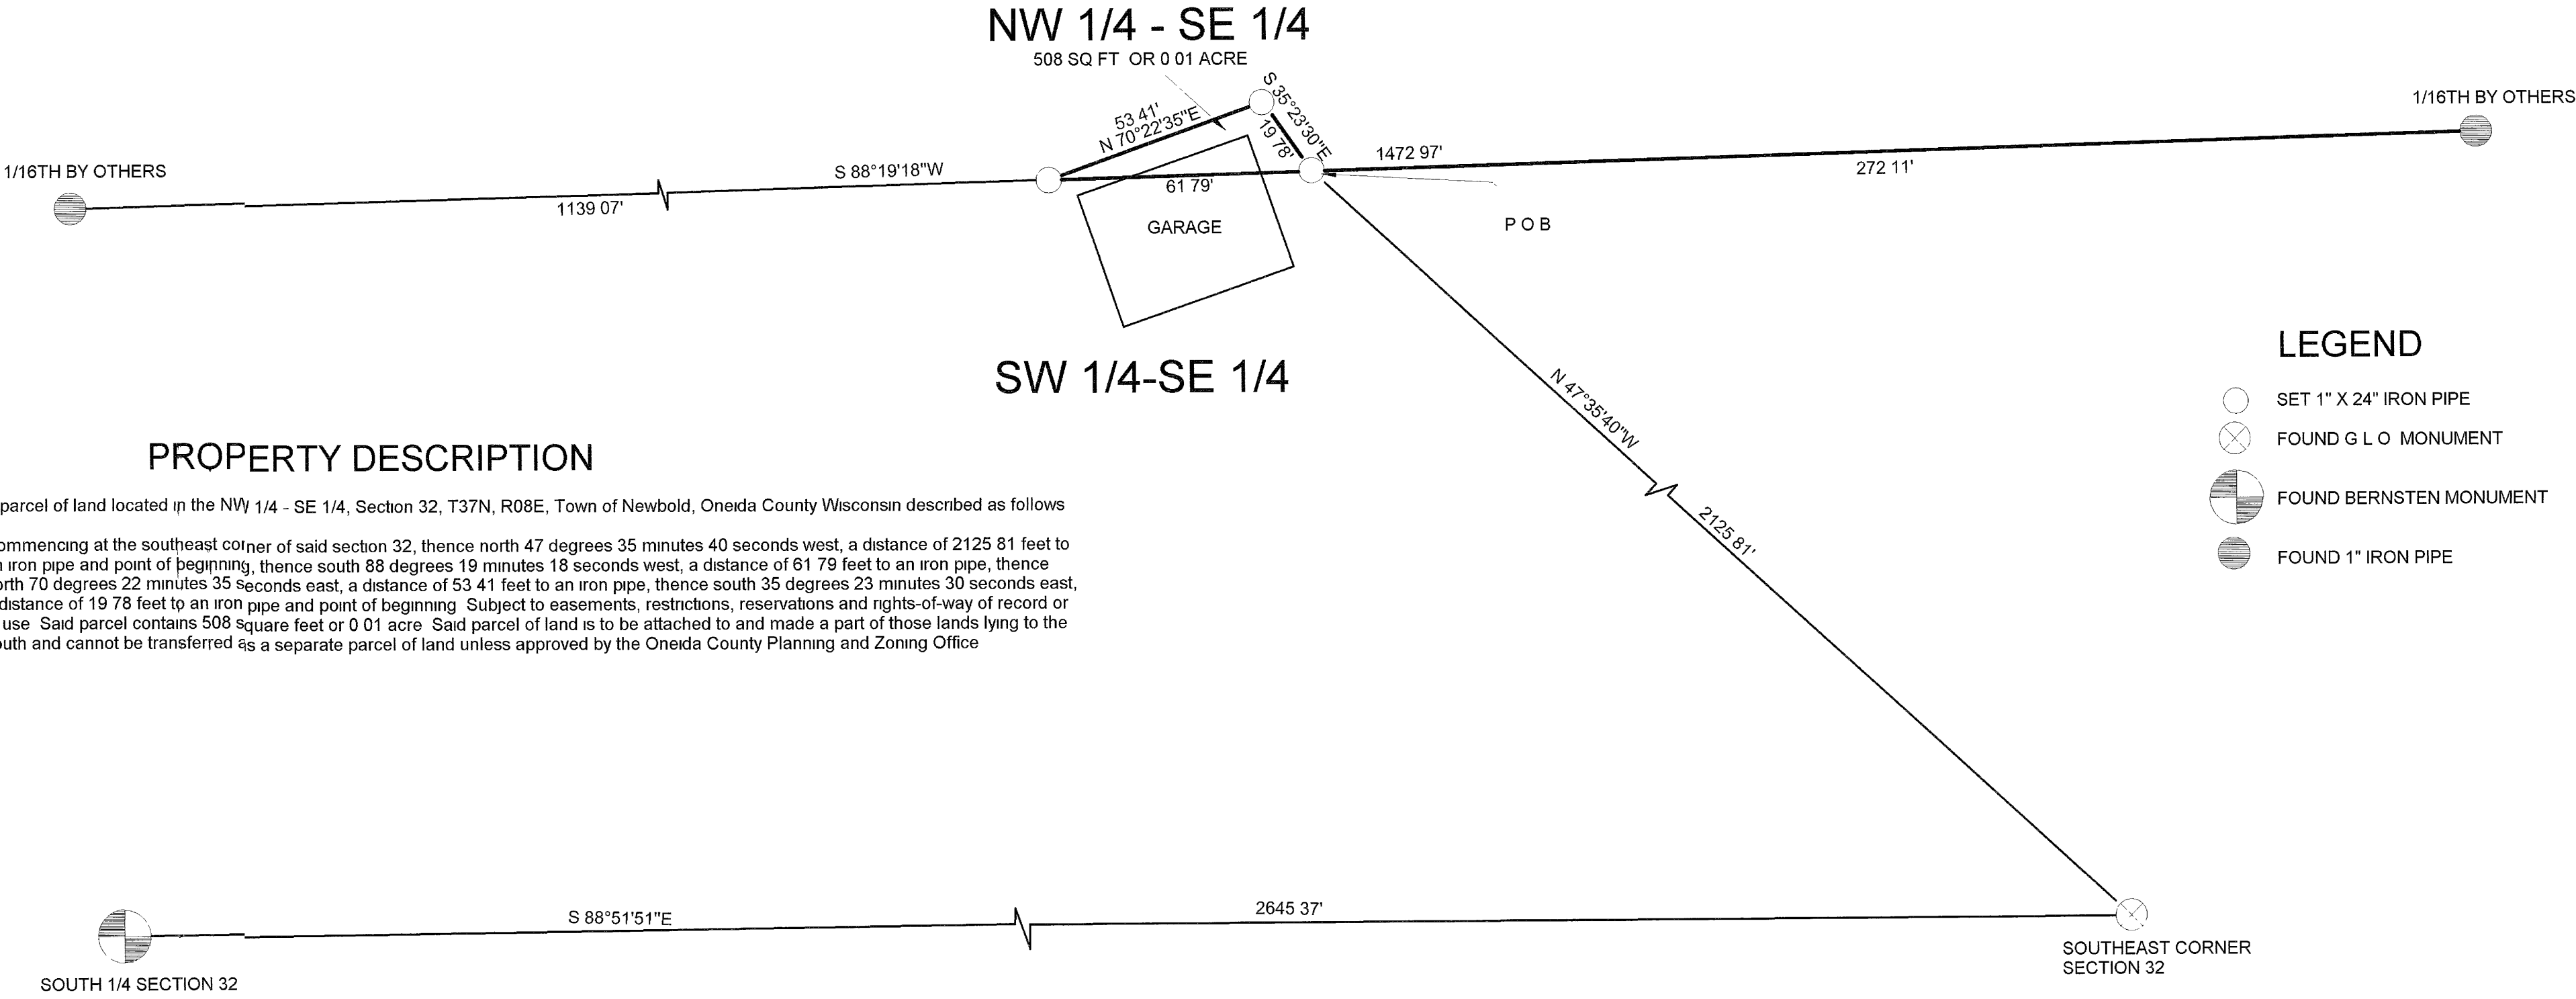 NW 1/4 - SE 1/4
508 SQ FT OR 0 01 ACRE
1/16TH BY OTHERS
S 35°23'30"E
53 41'
N 70°22'35"E
19 78'
1472 97'
272 11'
1/16TH BY OTHERS
S 88°19'18"W
61 79'
1139 07'
GARAGE
P O B
SW 1/4-SE 1/4
N 47°35'40"W
2125 81'
LEGEND
SET 1" X 24" IRON PIPE
FOUND G L O MONUMENT
FOUND BERNSTEN MONUMENT
FOUND 1" IRON PIPE
PROPERTY DESCRIPTION
parcel of land located in the NW 1/4 - SE 1/4, Section 32, T37N, R08E, Town of Newbold, Oneida County Wisconsin described as follows
ommencing at the southeast corner of said section 32, thence north 47 degrees 35 minutes 40 seconds west, a distance of 2125 81 feet to
iron pipe and point of beginning, thence south 88 degrees 19 minutes 18 seconds west, a distance of 61 79 feet to an iron pipe, thence
orth 70 degrees 22 minutes 35 seconds east, a distance of 53 41 feet to an iron pipe, thence south 35 degrees 23 minutes 30 seconds east,
distance of 19 78 feet to an iron pipe and point of beginning Subject to easements, restrictions, reservations and rights-of-way of record or
use Said parcel contains 508 square feet or 0 01 acre Said parcel of land is to be attached to and made a part of those lands lying to the
outh and cannot be transferred as a separate parcel of land unless approved by the Oneida County Planning and Zoning Office
S 88°51'51"E
2645 37'
SOUTH 1/4 SECTION 32
SOUTHEAST CORNER
SECTION 32